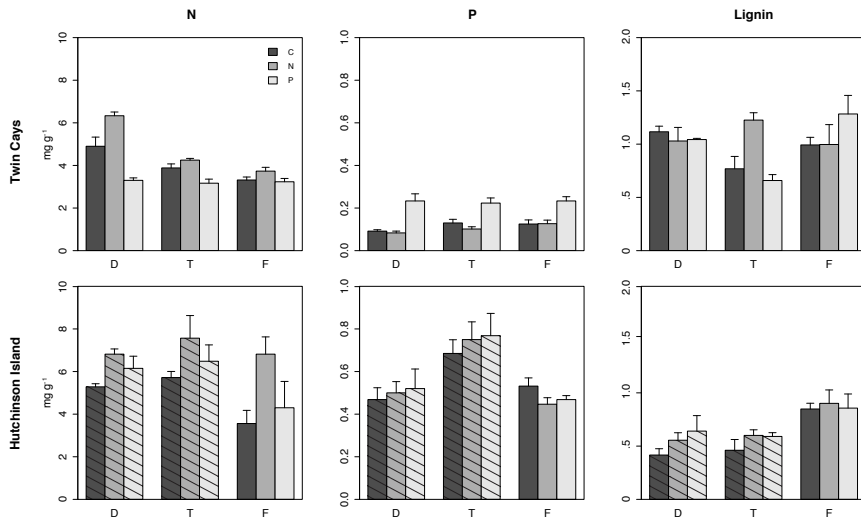 N P Lignin
Twin Cays
mg g⁻¹
0 2 4 6 8 10
C
N
P
D T F
0.0 0.2 0.4 0.6 0.8 1.0
D T F
0 .5 1.0 1.5 2.0
D T F
Hutchinson Island
mg g⁻¹
0 2 4 6 8 10
D T F
0.0 0.2 0.4 0.6 0.8 1.0
D T F
0 .5 1.0 1.5 2.0
D T F